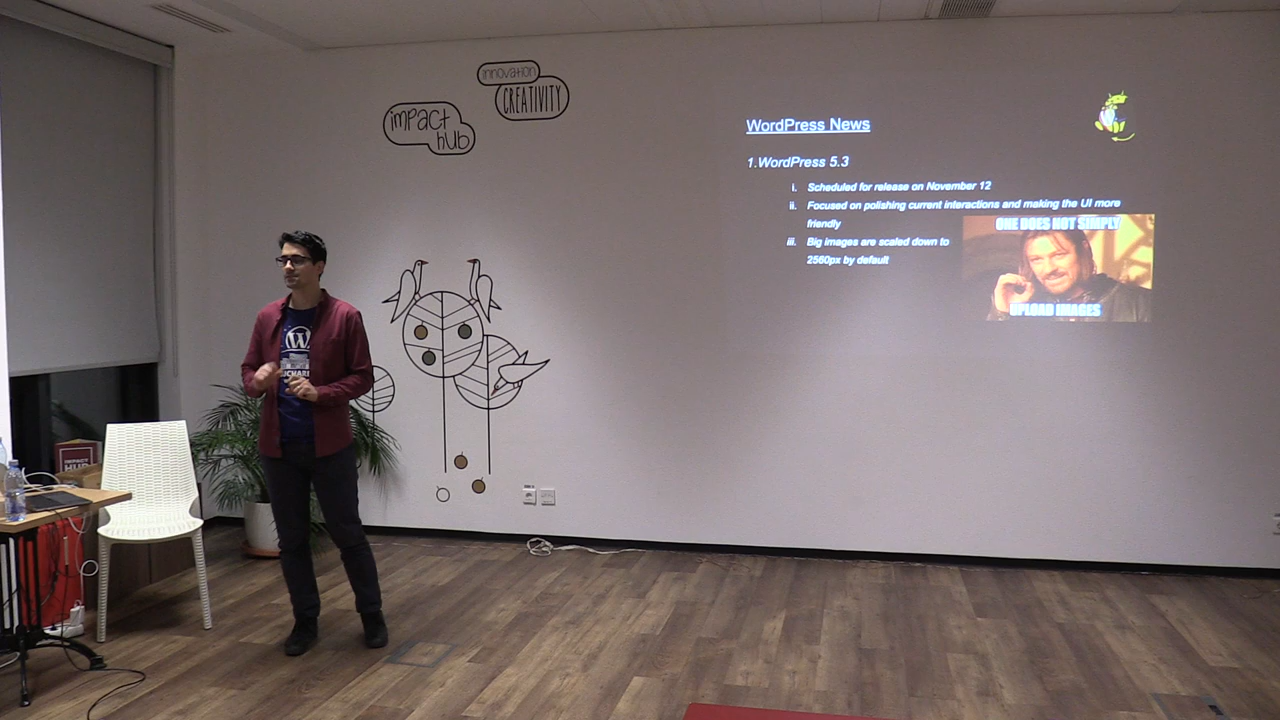 innovation
CREATIVITY
impact
hub
WordPress News
1.WordPress 5.3
i. Scheduled for release on November 12
ii. Focused on polishing current interactions and making the UI more
friendly
iii. Big images are scaled down to
2560px by default
ONE DOES NOT SIMPLY
UPLOAD IMAGES
W
IMPACT
HUB